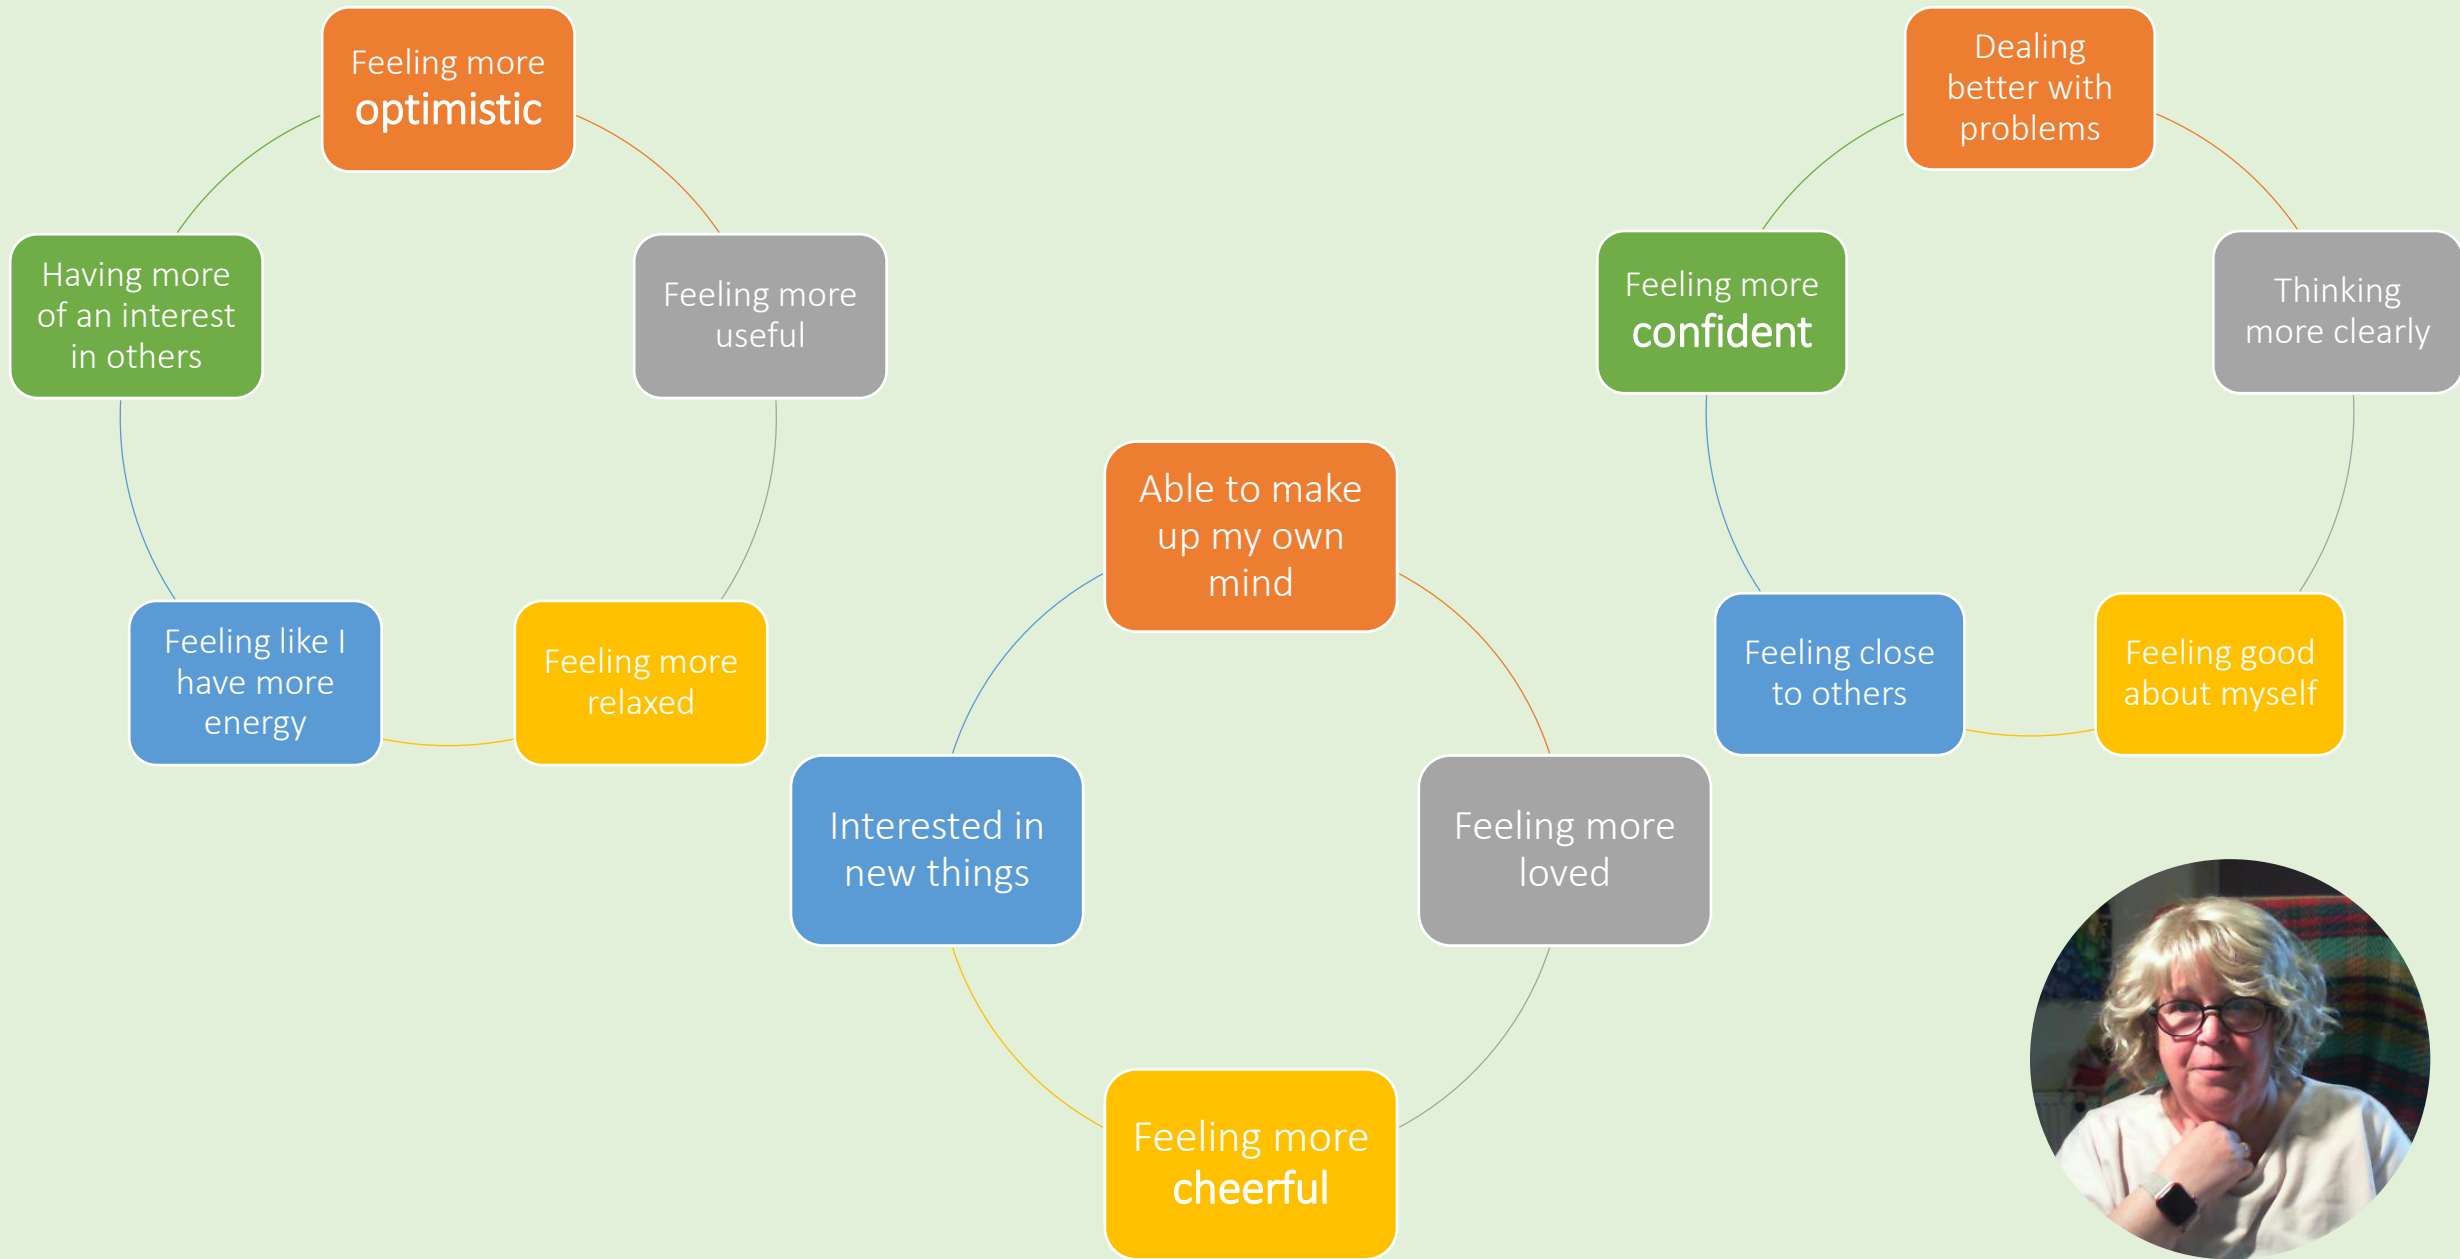 Feeling more
optimistic
Feeling more
useful
Feeling more
relaxed
Feeling like I
have more
energy
Having more
of an interest
in others
Able to make
up my own
mind
Feeling more
loved
Feeling more
cheerful
Interested in
new things
Dealing
better with
problems
Thinking
more clearly
Feeling good
about myself
Feeling close
to others
Feeling more
confident